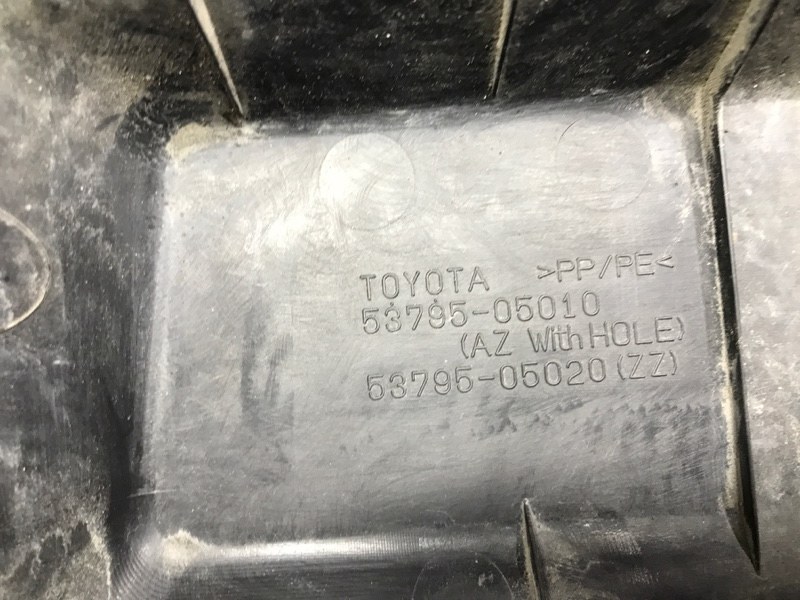 TOYOTA >PP/PE<
53795-05010
(AZ With HOLE)
53795-05020 (ZZ)